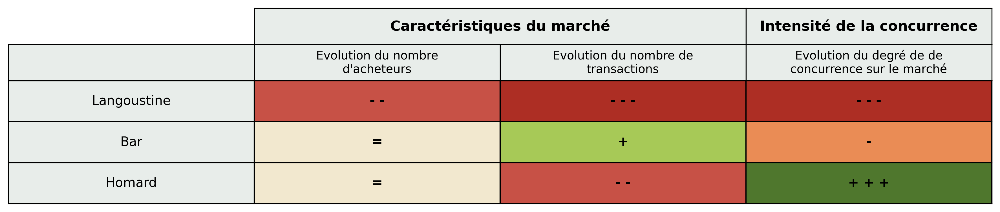 Caractéristiques du marché
Intensité de la concurrence
Evolution du nombre
d'acheteurs
Evolution du nombre de
transactions
Evolution du degré de de
concurrence sur le marché
Langoustine
- -
- - -
- - -
Bar
=
+
-
Homard
=
- -
+ + +